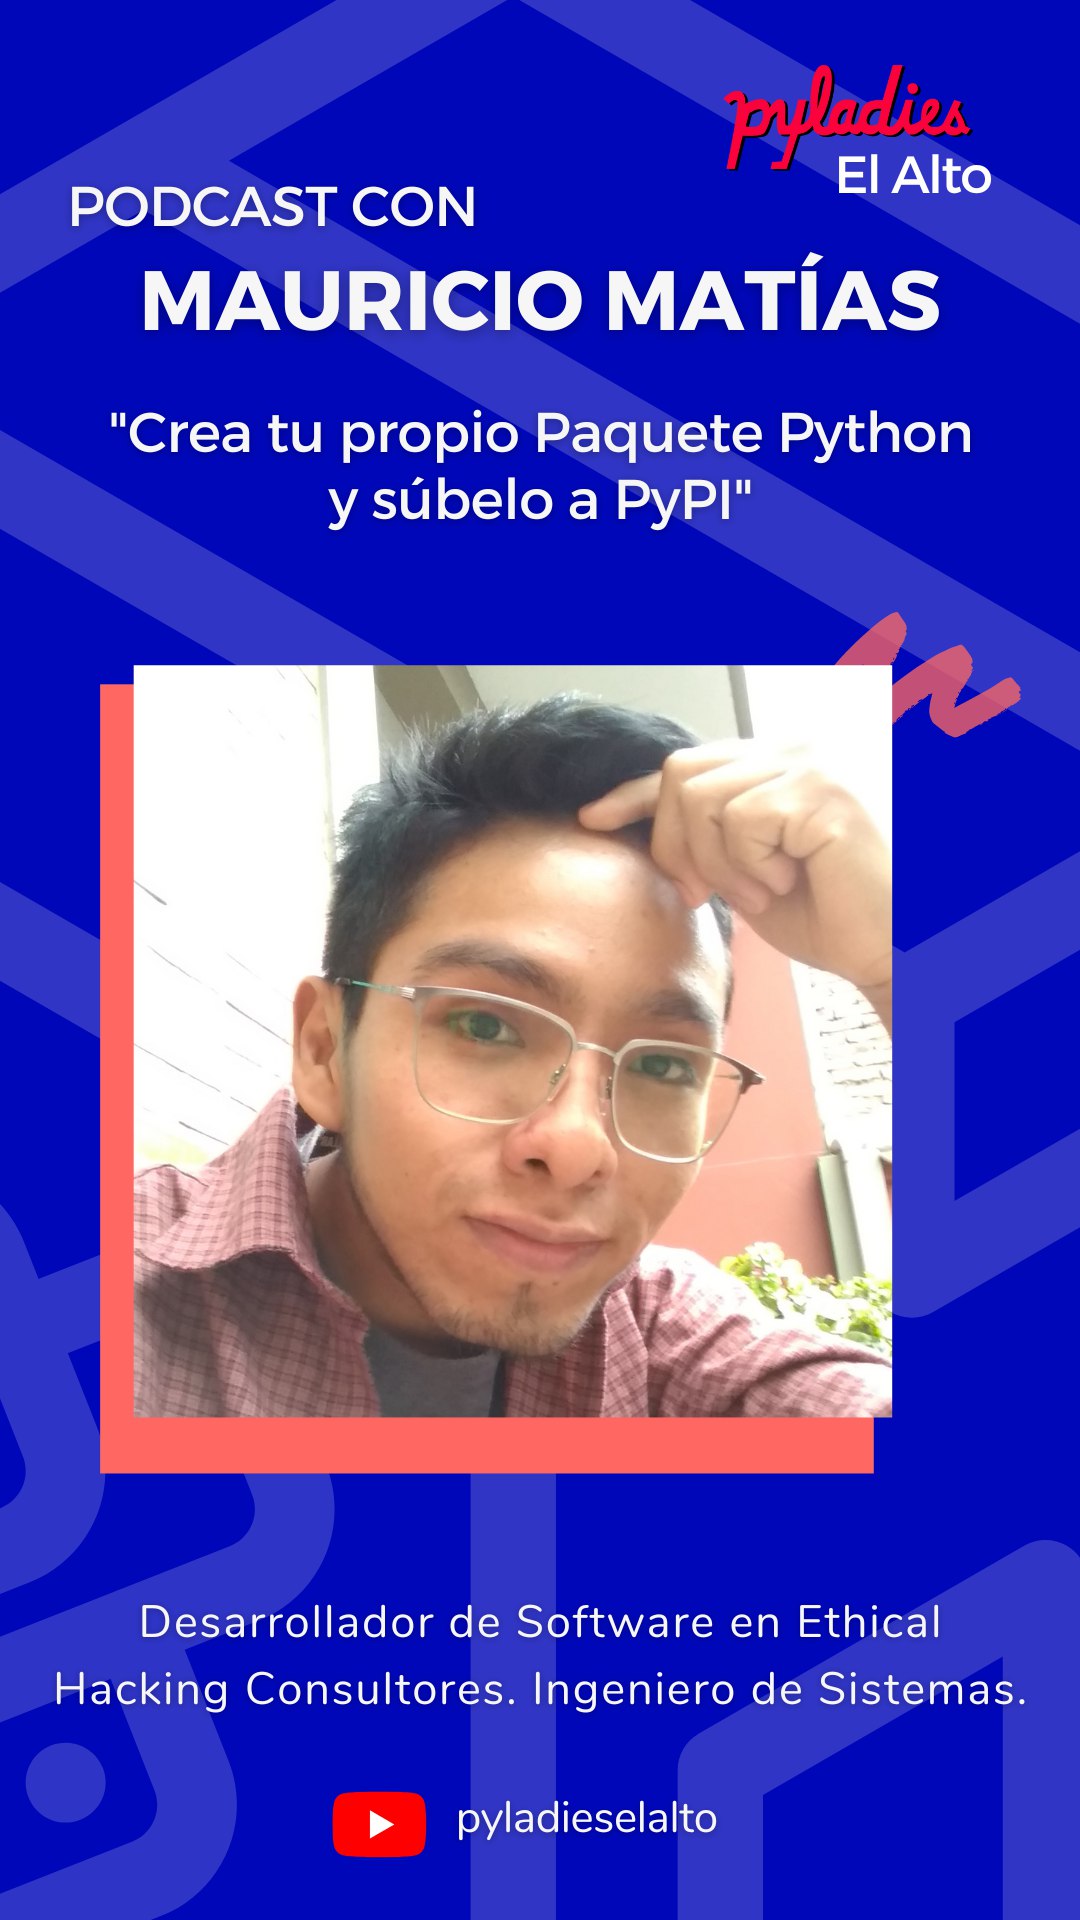 pyladies
El Alto
PODCAST CON
MAURICIO MATÍAS
"Crea tu propio Paquete Python
y súbelo a PyPI"
Desarrollador de Software en Ethical
Hacking Consultores. Ingeniero de Sistemas.
pyladieselalto